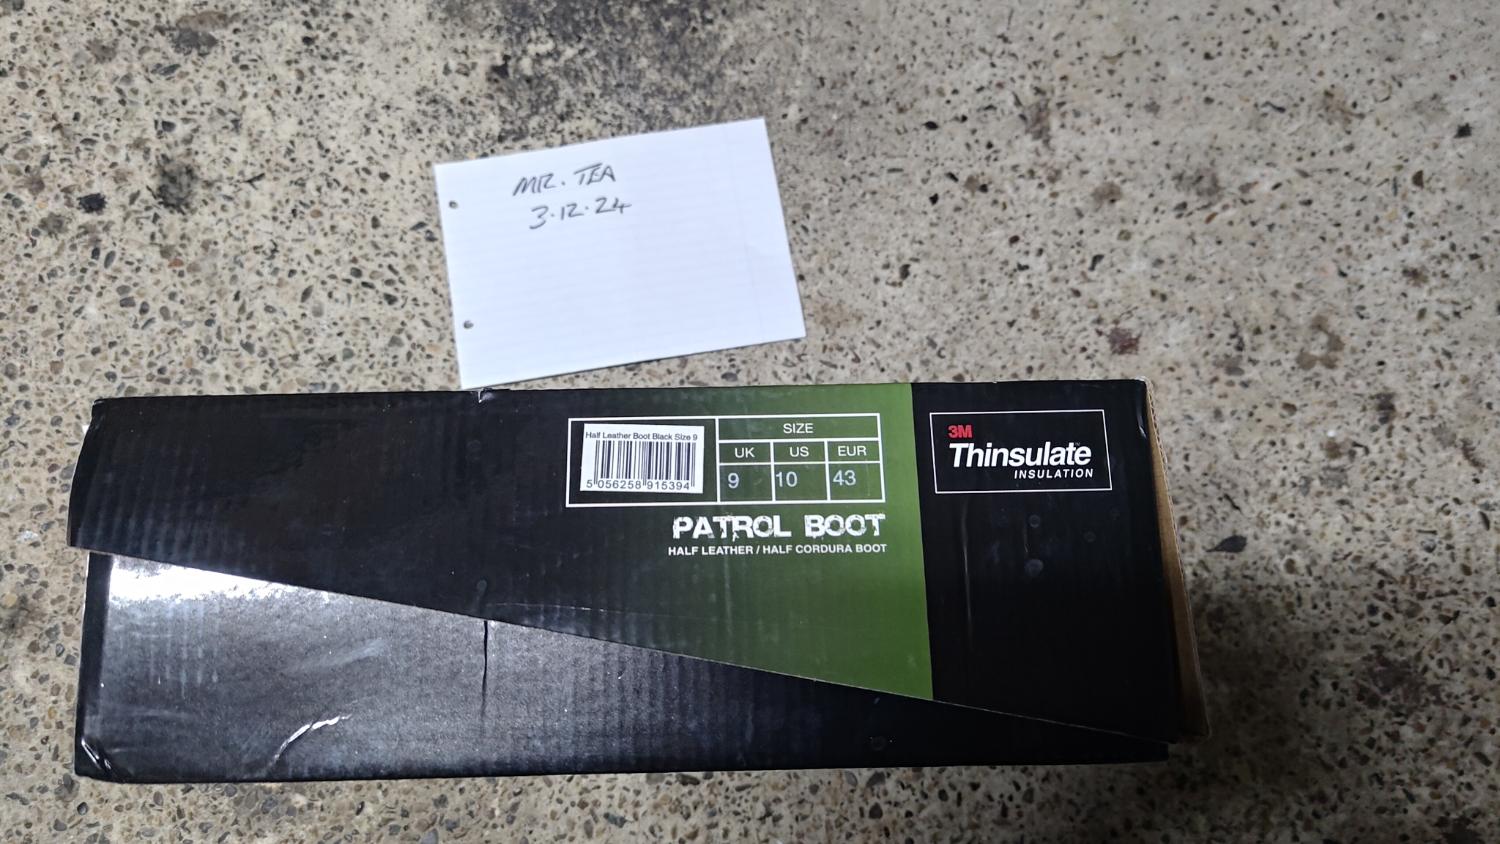 MR. TEA
3.12.24
Half Leather Boot Black Size 9
5 056258 915394
SIZE
UK US EUR
9 10 43
PATROL BOOT
HALF LEATHER / HALF CORDURA BOOT
3M
Thinsulate
INSULATION